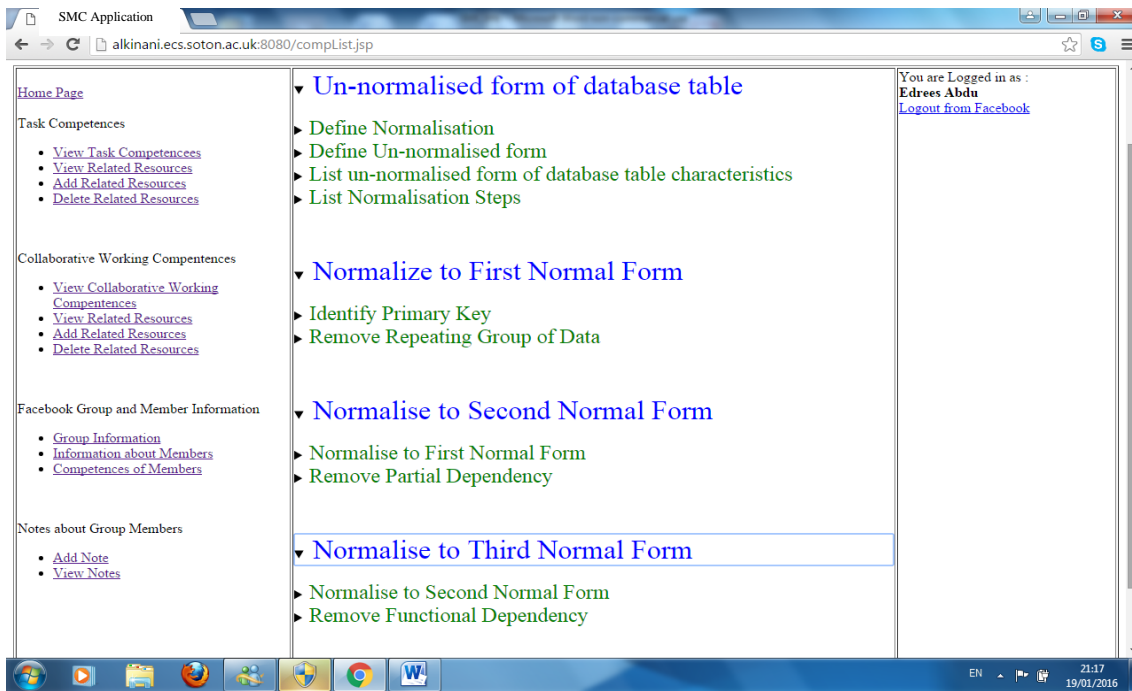 SMC Application
alkinani.ecs.soton.ac.uk:8080/compList.jsp
Home Page
Task Competences
View Task Competencees
View Related Resources
Add Related Resources
Delete Related Resources
Collaborative Working Compentences
View Collaborative Working
Compentences
View Related Resources
Add Related Resources
Delete Related Resources
Facebook Group and Member Information
Group Information
Information about Members
Competences of Members
Notes about Group Members
Add Note
View Notes
Un-normalised form of database table
Define Normalisation
Define Un-normalised form
List un-normalised form of database table characteristics
List Normalisation Steps
Normalize to First Normal Form
Identify Primary Key
Remove Repeating Group of Data
Normalise to Second Normal Form
Normalise to First Normal Form
Remove Partial Dependency
Normalise to Third Normal Form
Normalise to Second Normal Form
Remove Functional Dependency
You are Logged in as :
Edrees Abdu
Logout from Facebook
EN
21:17
19/01/2016